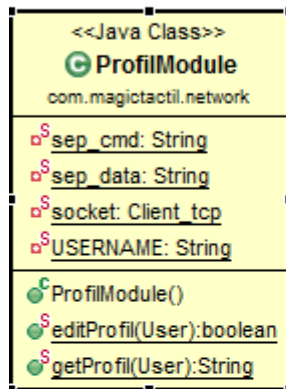 <<Java Class>>
ProfilModule
com.magictactil.network
sep_cmd: String
sep_data: String
socket: Client_tcp
USERNAME: String
ProfilModule()
editProfil(User):boolean
getProfil(User):String